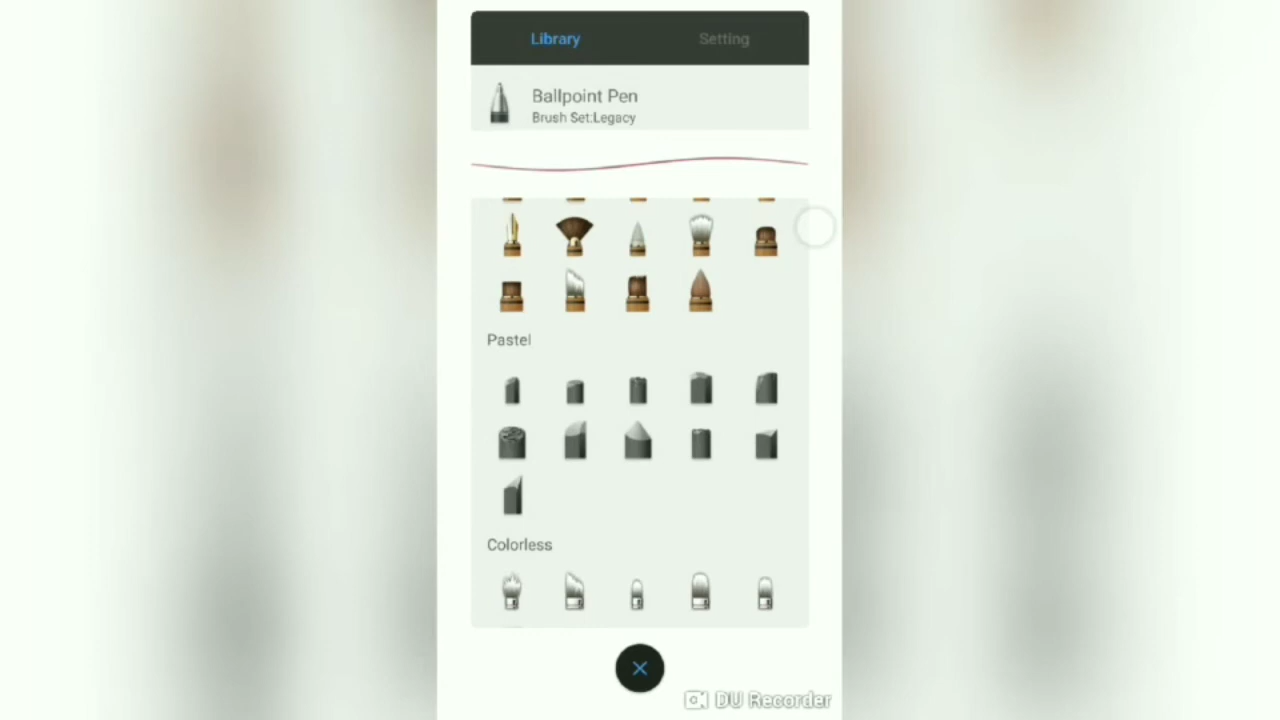 Library
Setting
Ballpoint Pen
Brush Set:Legacy
Pastel
Colorless
DU Recorder